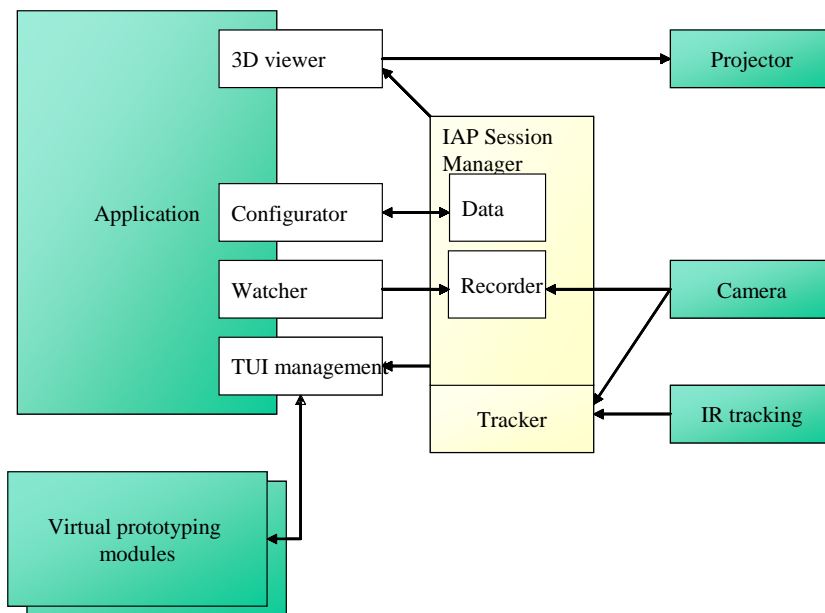 3D viewer
Projector
IAP Session
Manager
Application
Configurator
Data
Watcher
Recorder
Camera
TUI management
Tracker
IR tracking
Virtual prototyping
modules